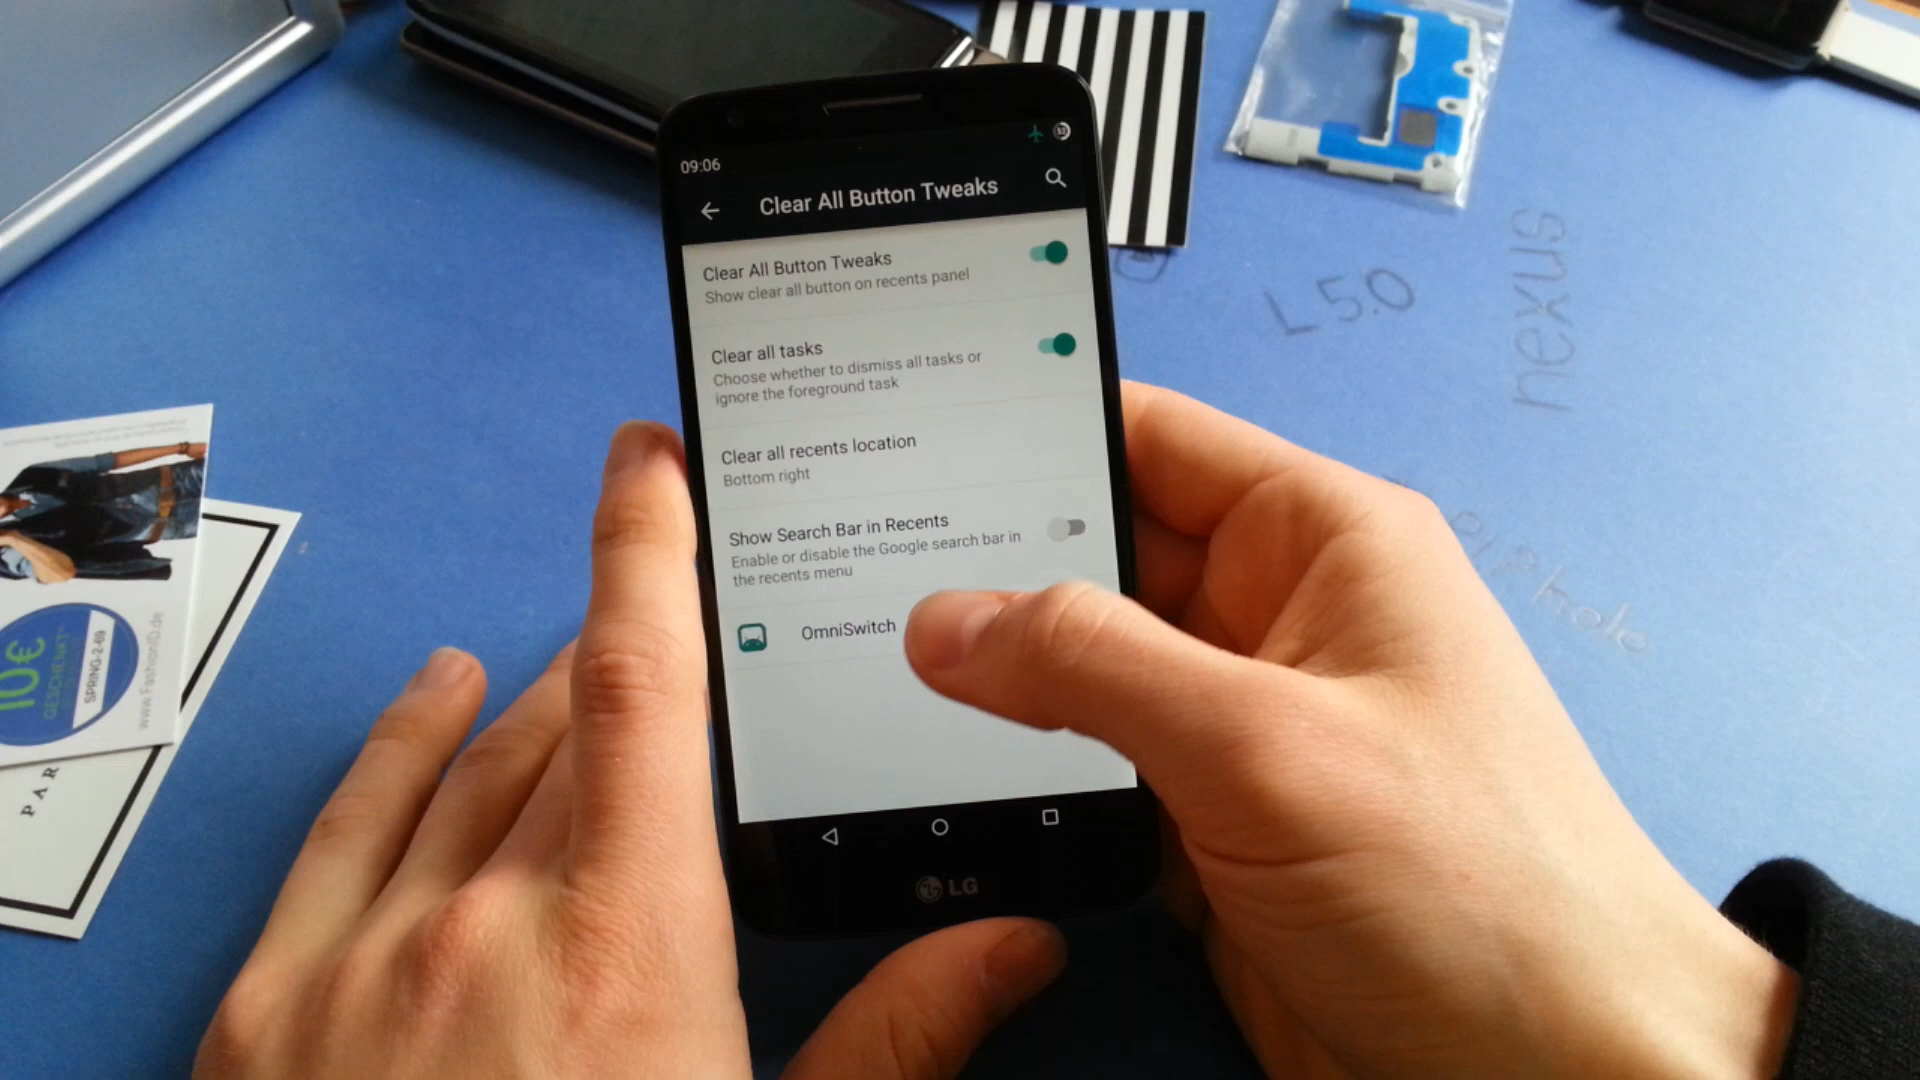 09:06
Clear All Button Tweaks
Clear All Button Tweaks
Show clear all button on recents panel
Clear all tasks
Choose whether to dismiss all tasks or
ignore the foreground task
Clear all recents location
Bottom right
Show Search Bar in Recents
Enable or disable the Google search bar in
the recents menu
OmniSwitch
LG
L 5.0
nexus
10€
GESCHENKT*
SPRING-2-69
www.FashionID.de
PAR